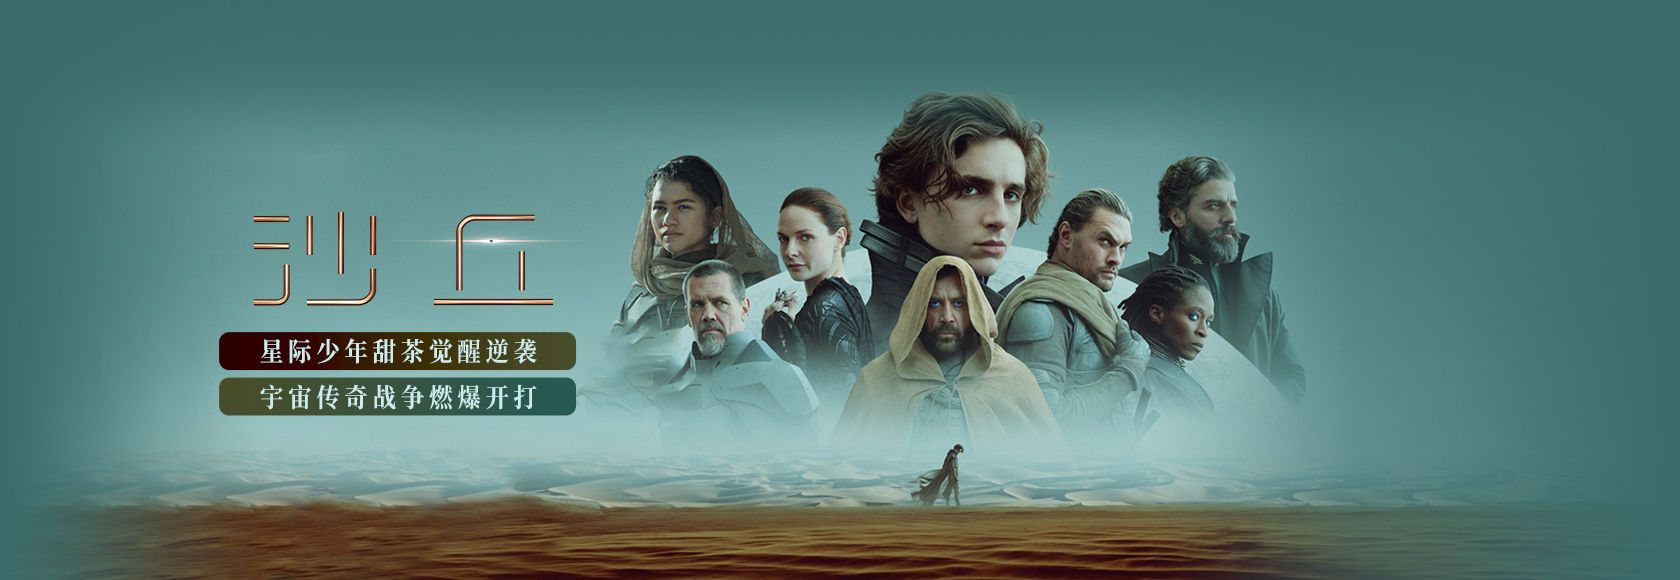 沙丘
星际少年甜茶觉醒逆袭
宇宙传奇战争燃爆开打